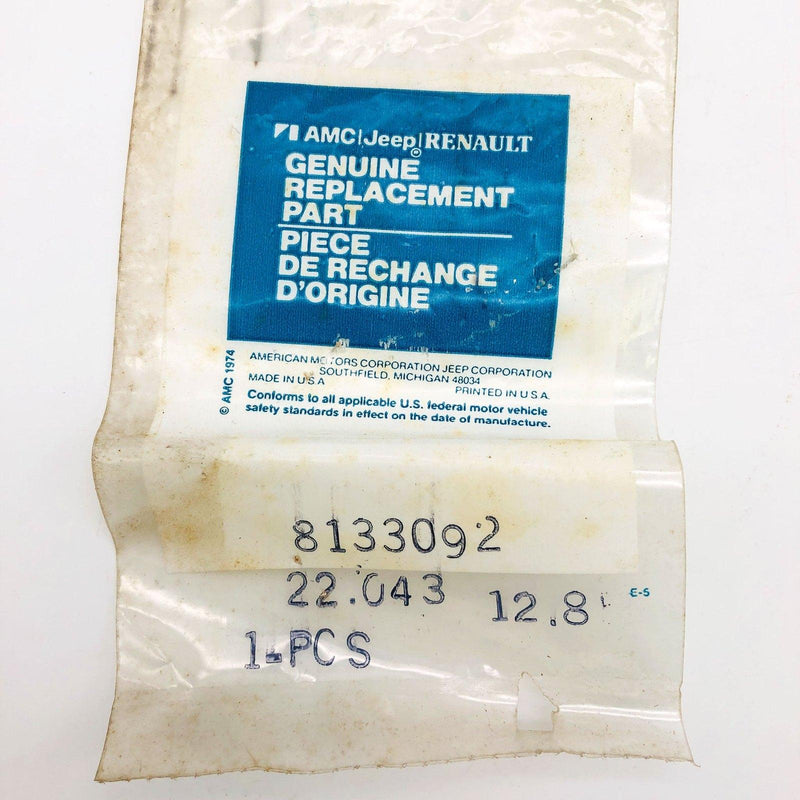 AMC|Jeep®|RENAULT
GENUINE
REPLACEMENT
PART
PIECE
DE RECHANGE
D'ORIGINE
© AMC 1974
AMERICAN MOTORS CORPORATION JEEP CORPORATION
SOUTHFIELD, MICHIGAN 48034
MADE IN U.S.A PRINTED IN U.S.A.
Conforms to all applicable U.S. federal motor vehicle
safety standards in effect on the date of manufacture.
8133092
22.043 12.81 E-5
1-PCS